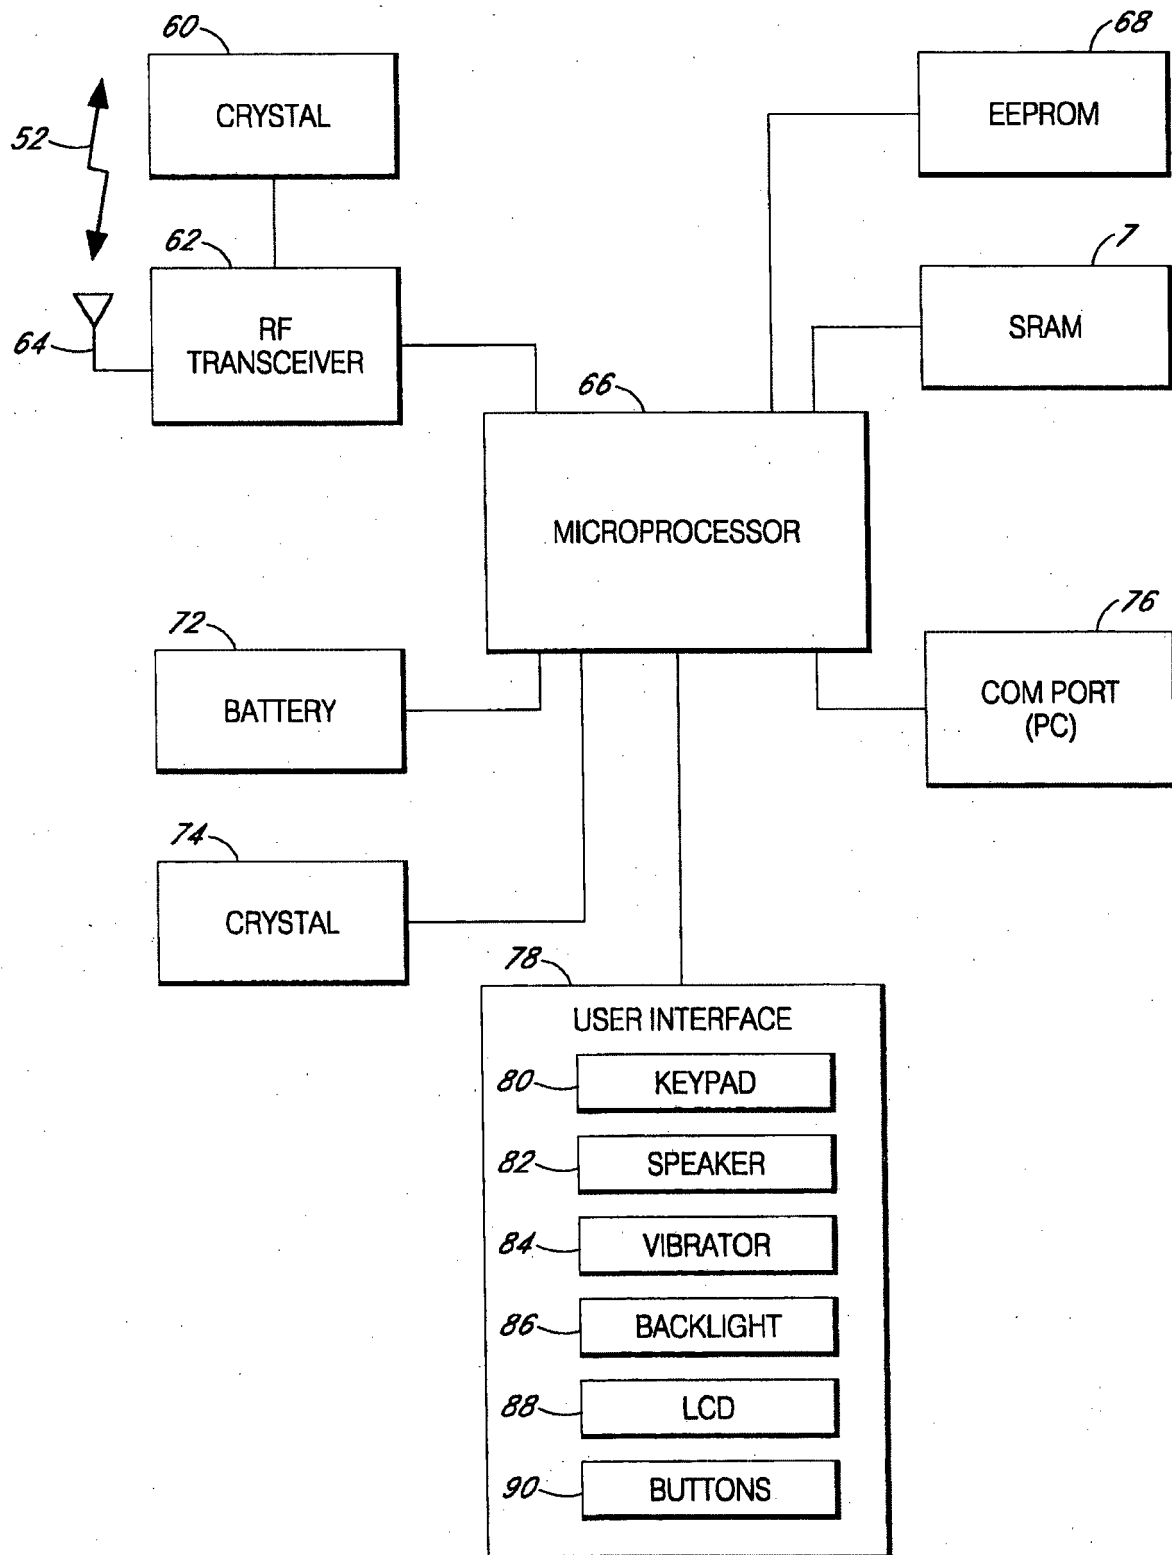 60
CRYSTAL
52
68
EEPROM
62
RF
TRANSCEIVER
64
7
SRAM
66
MICROPROCESSOR
72
BATTERY
76
COM PORT
(PC)
74
CRYSTAL
78
USER INTERFACE
80
KEYPAD
82
SPEAKER
84
VIBRATOR
86
BACKLIGHT
88
LCD
90
BUTTONS